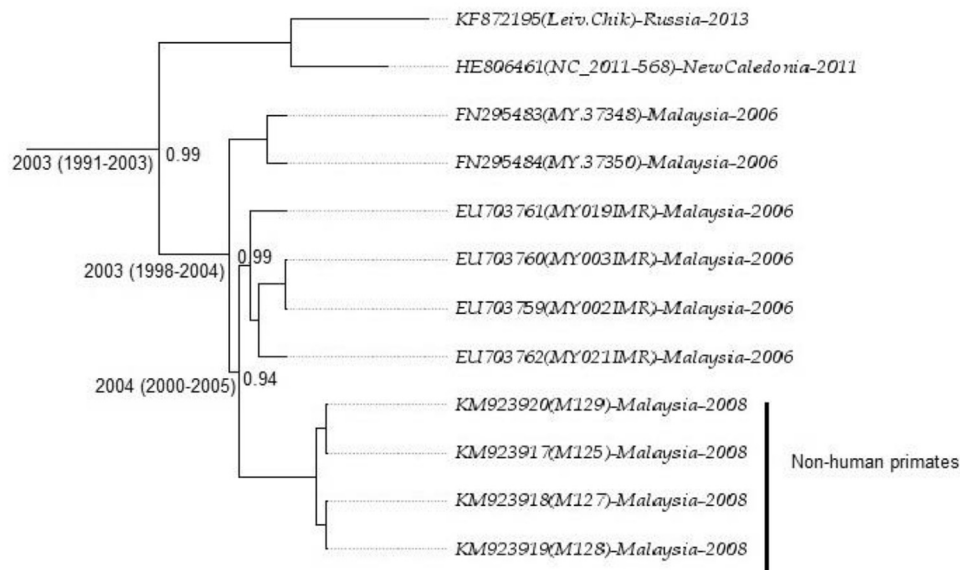 KF872195(Leiv.Chik)-Russia-2013
HE806461(NC_2011-568)-NewCaledonia-2011
FN295483(MY.37348)-Malaysia-2006
2003 (1991-2003) 0.99
FN295484(MY.37350)-Malaysia-2006
EU703761(MY019IMR)-Malaysia-2006
0.99
EU703760(MY003IMR)-Malaysia-2006
2003 (1998-2004)
EU703759(MY002IMR)-Malaysia-2006
EU703762(MY021IMR)-Malaysia-2006
2004 (2000-2005) 0.94
KM923920(M129)-Malaysia-2008
KM923917(M125)-Malaysia-2008
Non-human primates
KM923918(M127)-Malaysia-2008
KM923919(M128)-Malaysia-2008